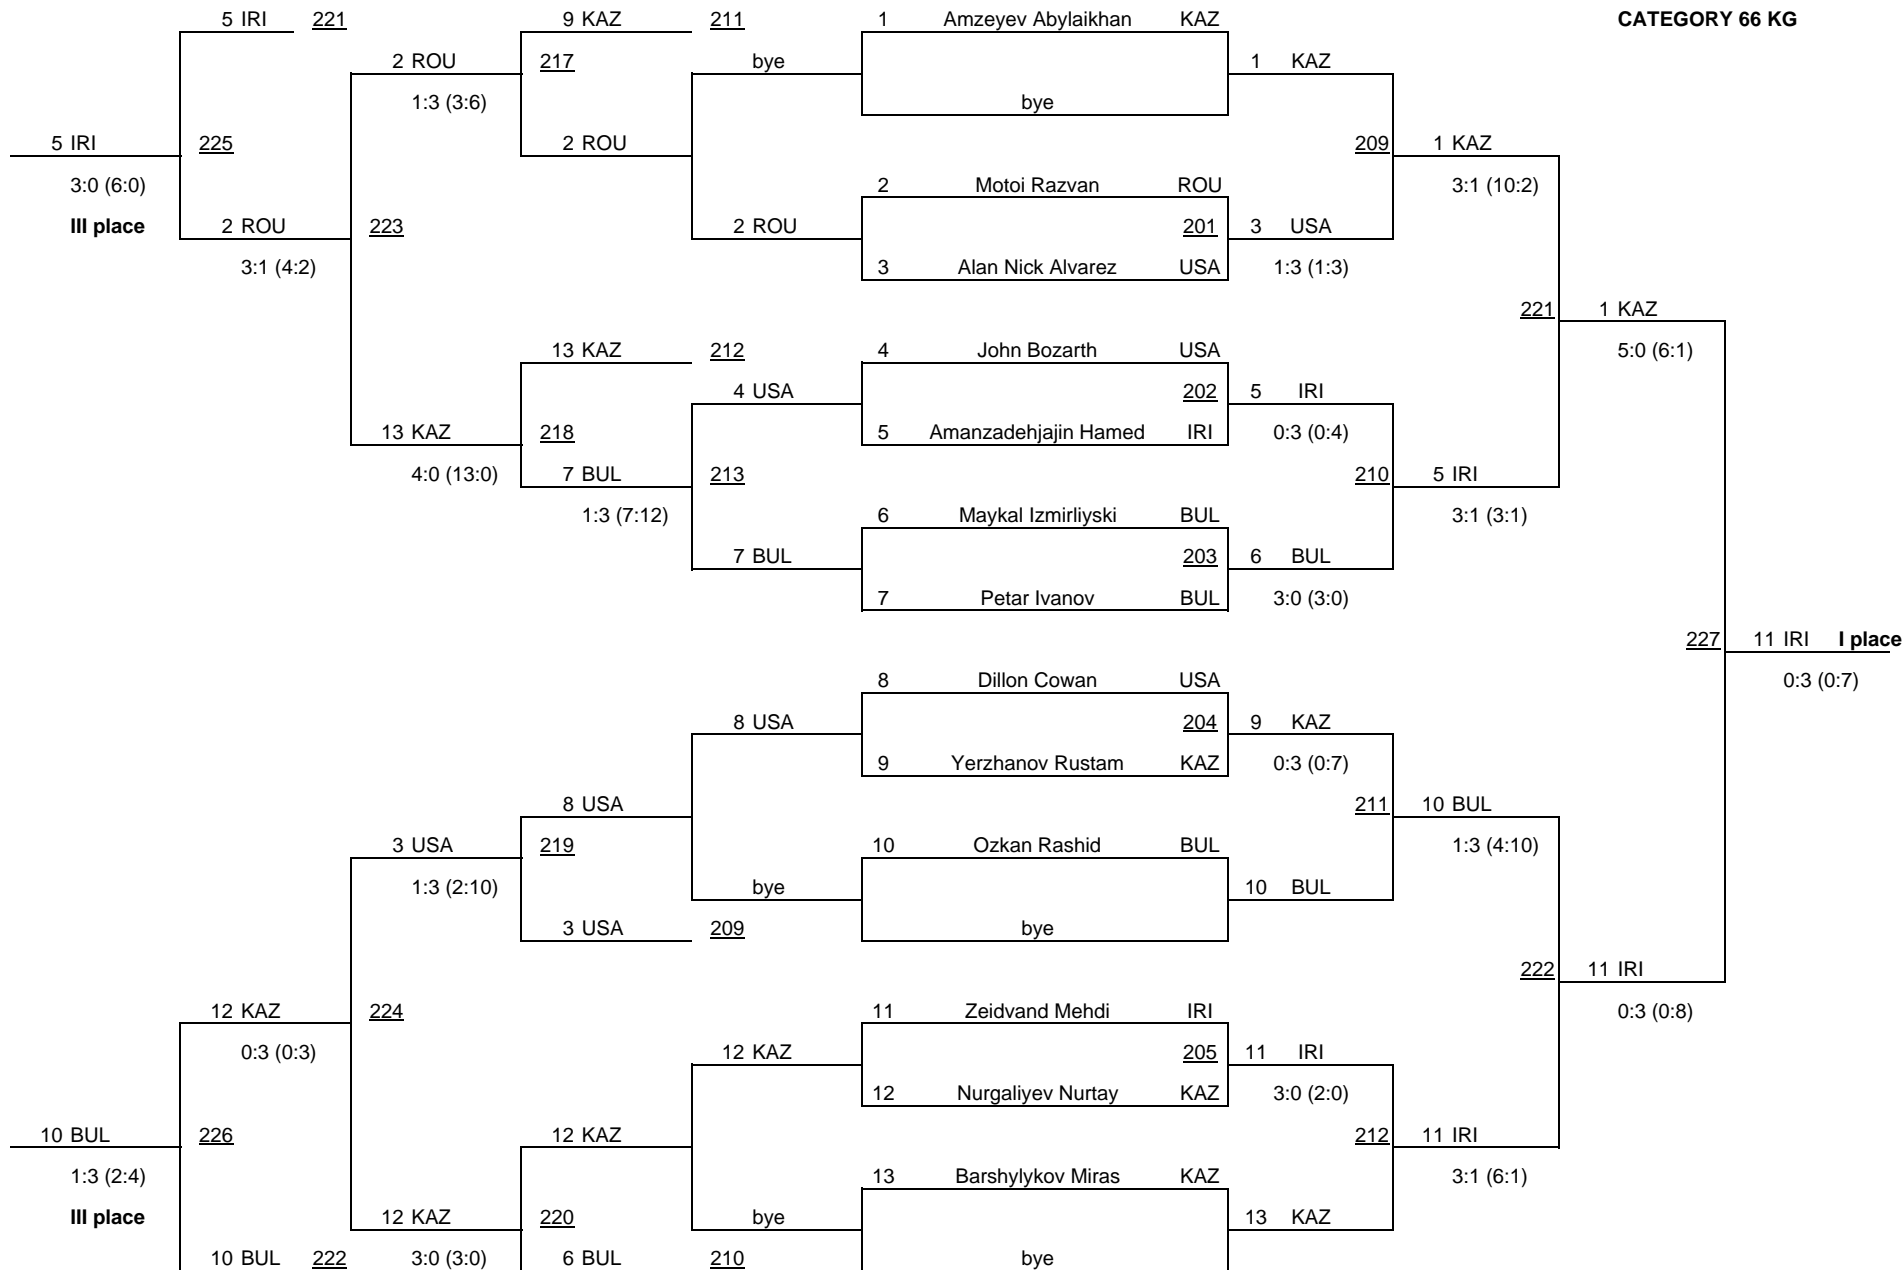 5 IRI 221 9 KAZ 211 1 Amzeyev Abylaikhan KAZ CATEGORY 66 KG
2 ROU 217 bye 1 KAZ
1:3 (3:6) bye
5 IRI 225 2 ROU 209 1 KAZ
3:0 (6:0) 2 Motoi Razvan ROU 3:1 (10:2)
III place 2 ROU 223 2 ROU 201 3 USA
3:1 (4:2) 3 Alan Nick Alvarez USA 1:3 (1:3)
221 1 KAZ
13 KAZ 212 4 John Bozarth USA 5:0 (6:1)
4 USA 202 5 IRI
13 KAZ 218 5 Amanzadehjajin Hamed IRI 0:3 (0:4)
4:0 (13:0) 7 BUL 213 210 5 IRI
1:3 (7:12) 6 Maykal Izmirliyski BUL 3:1 (3:1)
7 BUL 203 6 BUL
7 Petar Ivanov BUL 3:0 (3:0)
227 11 IRI I place
8 Dillon Cowan USA 0:3 (0:7)
8 USA 204 9 KAZ
9 Yerzhanov Rustam KAZ 0:3 (0:7)
8 USA 211 10 BUL
3 USA 219 10 Ozkan Rashid BUL 1:3 (4:10)
1:3 (2:10) bye 10 BUL
3 USA 209 bye
222 11 IRI
12 KAZ 224 11 Zeidvand Mehdi IRI 0:3 (0:8)
0:3 (0:3) 12 KAZ 205 11 IRI
12 Nurgaliyev Nurtay KAZ 3:0 (2:0)
10 BUL 226 12 KAZ 212 11 IRI
1:3 (2:4) 13 Barshylykov Miras KAZ 3:1 (6:1)
III place 12 KAZ 220 bye 13 KAZ
10 BUL 222 3:0 (3:0) 6 BUL 210 bye